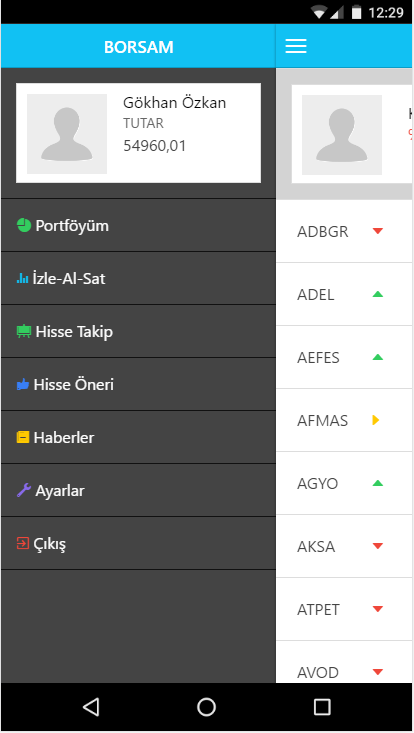 12:29
BORSAM
Gökhan Özkan
TUTAR
54960,01
Portföyüm
İzle-Al-Sat
Hisse Takip
Hisse Öneri
Haberler
Ayarlar
Çıkış
ADBGR
ADEL
AEFES
AFMAS
AGYO
AKSA
ATPET
AVOD